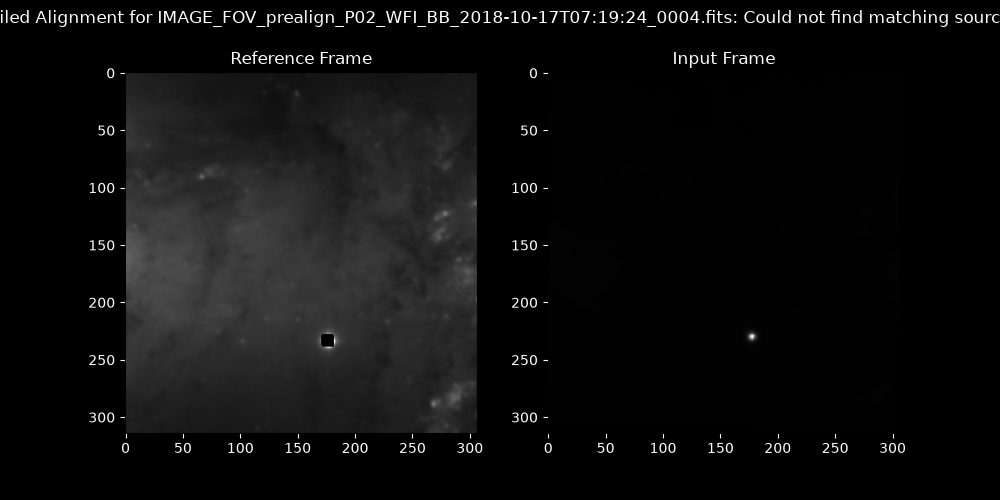 iled Alignment for IMAGE_FOV_prealign_P02_WFI_BB_2018-10-17T07:19:24_0004.fits: Could not find matching sourc
Reference Frame
0
50
100
150
200
250
300
0 50 100 150 200 250 300
Input Frame
0
50
100
150
200
250
300
0 50 100 150 200 250 300